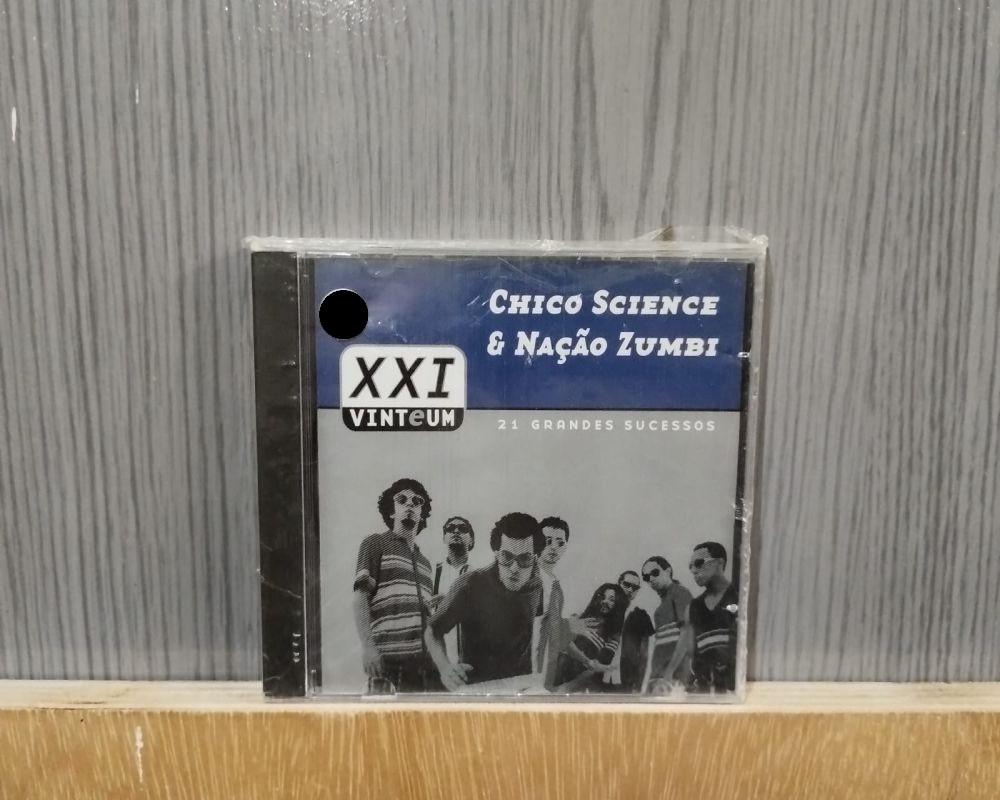 CHICO SCIENCE
& NAÇÃO ZUMBI
XXI
VINTeUM
21 GRANDES SUCESSOS